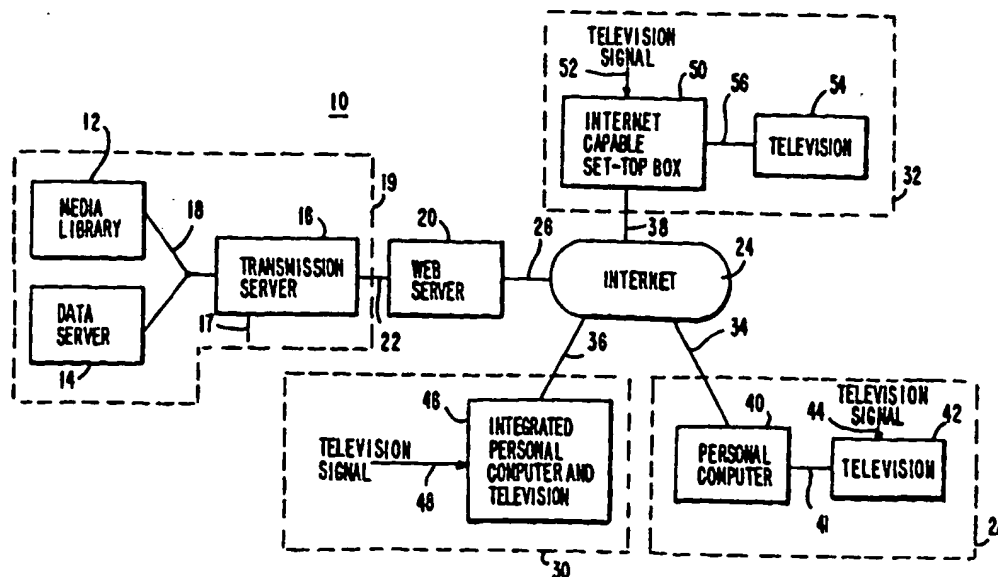 TELEVISION
SIGNAL
52
50
56
54
INTERNET
CAPABLE
SET-TOP BOX
TELEVISION
32
38
10
12
MEDIA
LIBRARY
18
16
19
TRANSMISSION
SERVER
17
DATA
SERVER
14
22
20
WEB
SERVER
26
INTERNET
24
36
34
46
TELEVISION
SIGNAL
48
INTEGRATED
PERSONAL
COMPUTER AND
TELEVISION
30
TELEVISION
SIGNAL
44
40
42
PERSONAL
COMPUTER
TELEVISION
41